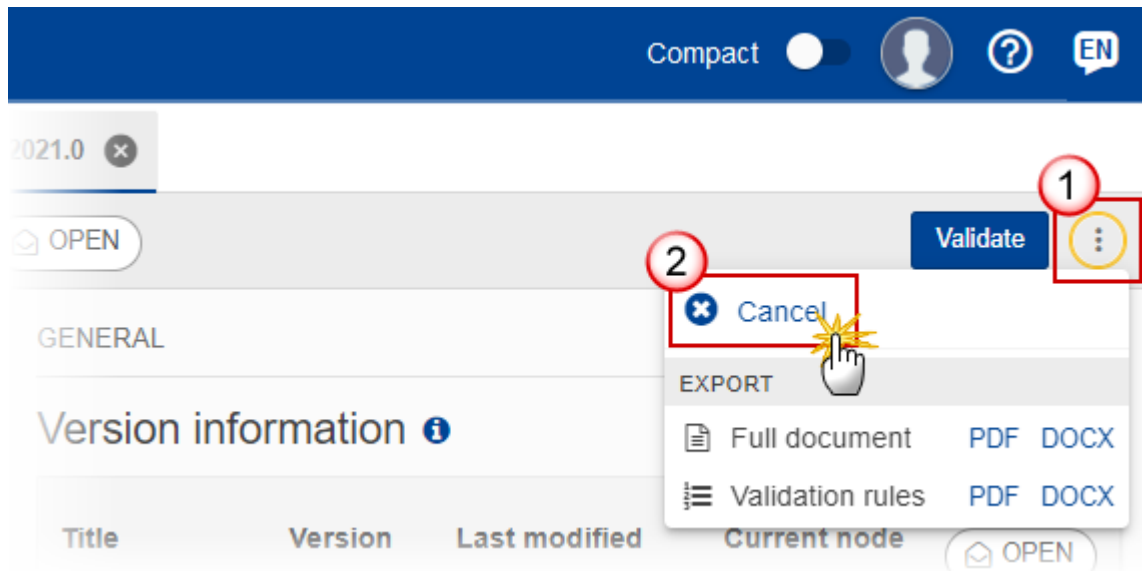 Compact EN
2021.0
1
OPEN Validate
2
Cancel
GENERAL
EXPORT
Version information
Full document PDF DOCX
Validation rules PDF DOCX
Title Version Last modified Current node OPEN